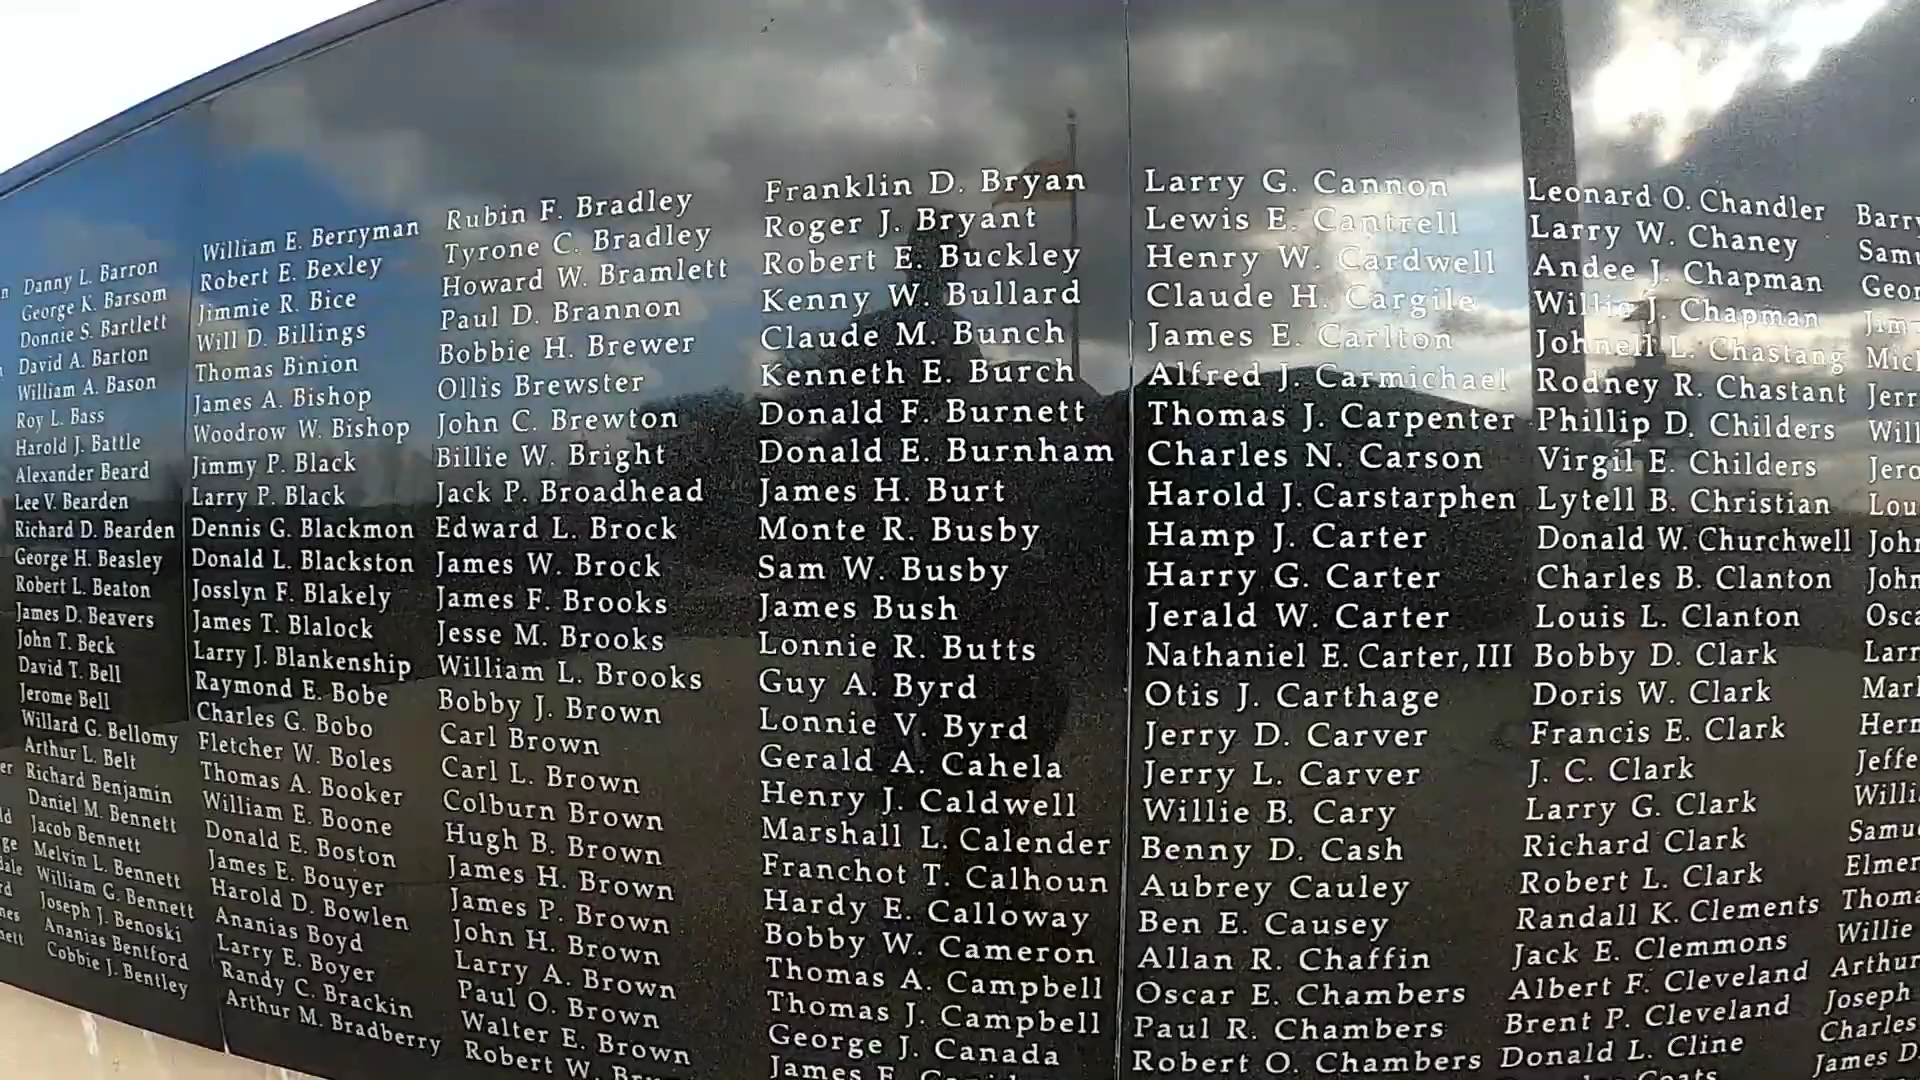 Danny L. Barron
George K. Barsom
Donnie S. Bartlett
David A. Barton
William A. Bason
Roy L. Bass
Harold J. Battle
Alexander Beard
Lee V. Bearden
Richard D. Bearden
George H. Beasley
Robert L. Beaton
James D. Beavers
John T. Beck
David T. Bell
Jerome Bell
Willard G. Bellomy
Arthur L. Belt
Richard Benjamin
Daniel M. Bennett
Jacob Bennett
Melvin L. Bennett
William G. Bennett
Joseph J. Benoski
Ananias Bentford
Cobbie J. Bentley
William E. Berryman
Robert E. Bexley
Jimmie R. Bice
Will D. Billings
Thomas Binion
James A. Bishop
Woodrow W. Bishop
Jimmy P. Black
Larry P. Black
Dennis G. Blackmon
Donald L. Blackston
Josslyn F. Blakely
James T. Blalock
Larry J. Blankenship
Raymond E. Bobe
Charles G. Bobo
Fletcher W. Boles
Thomas A. Booker
William E. Boone
Donald E. Boston
James E. Bouyer
Harold D. Bowlen
Ananias Boyd
Larry E. Boyer
Randy C. Brackin
Arthur M. Bradberry
Rubin F. Bradley
Tyrone C. Bradley
Howard W. Bramlett
Paul D. Brannon
Bobbie H. Brewer
Ollis Brewster
John C. Brewton
Billie W. Bright
Jack P. Broadhead
Edward L. Brock
James W. Brock
James F. Brooks
Jesse M. Brooks
William L. Brooks
Bobby J. Brown
Carl Brown
Carl L. Brown
Colburn Brown
Hugh B. Brown
James H. Brown
James P. Brown
John H. Brown
Larry A. Brown
Paul O. Brown
Walter E. Brown
Robert W.
Franklin D. Bryan
Roger J. Bryant
Robert E. Buckley
Kenny W. Bullard
Claude M. Bunch
Kenneth E. Burch
Donald F. Burnett
Donald E. Burnham
James H. Burt
Monte R. Busby
Sam W. Busby
James Bush
Lonnie R. Butts
Guy A. Byrd
Lonnie V. Byrd
Gerald A. Cahela
Henry J. Caldwell
Marshall L. Calender
Franchot T. Calhoun
Hardy E. Calloway
Bobby W. Cameron
Thomas A. Campbell
Thomas J. Campbell
George J. Canada
James
Larry G. Cannon
Lewis E. Cantrell
Henry W. Cardwell
Claude H. Cargile
James E. Carlton
Alfred J. Carmichael
Thomas J. Carpenter
Charles N. Carson
Harold J. Carstarphen
Hamp J. Carter
Harry G. Carter
Jerald W. Carter
Nathaniel E. Carter, III
Otis J. Carthage
Jerry D. Carver
Jerry L. Carver
Willie B. Cary
Benny D. Cash
Aubrey Cauley
Ben E. Causey
Allan R. Chaffin
Oscar E. Chambers
Paul R. Chambers
Robert O. Chambers
Leonard O. Chandler
Larry W. Chaney
Andee J. Chapman
Willie J. Chapman
Johnell L. Chastang
Rodney R. Chastant
Phillip D. Childers
Virgil E. Childers
Lytell B. Christian
Donald W. Churchwell
Charles B. Clanton
Louis L. Clanton
Bobby D. Clark
Doris W. Clark
Francis E. Clark
J. C. Clark
Larry G. Clark
Richard Clark
Robert L. Clark
Randall K. Clements
Jack E. Clemmons
Albert F. Cleveland
Brent P. Cleveland
Donald L. Cline
Barry
Thoma
Willie
Arthur
Joseph
Charles
James D.